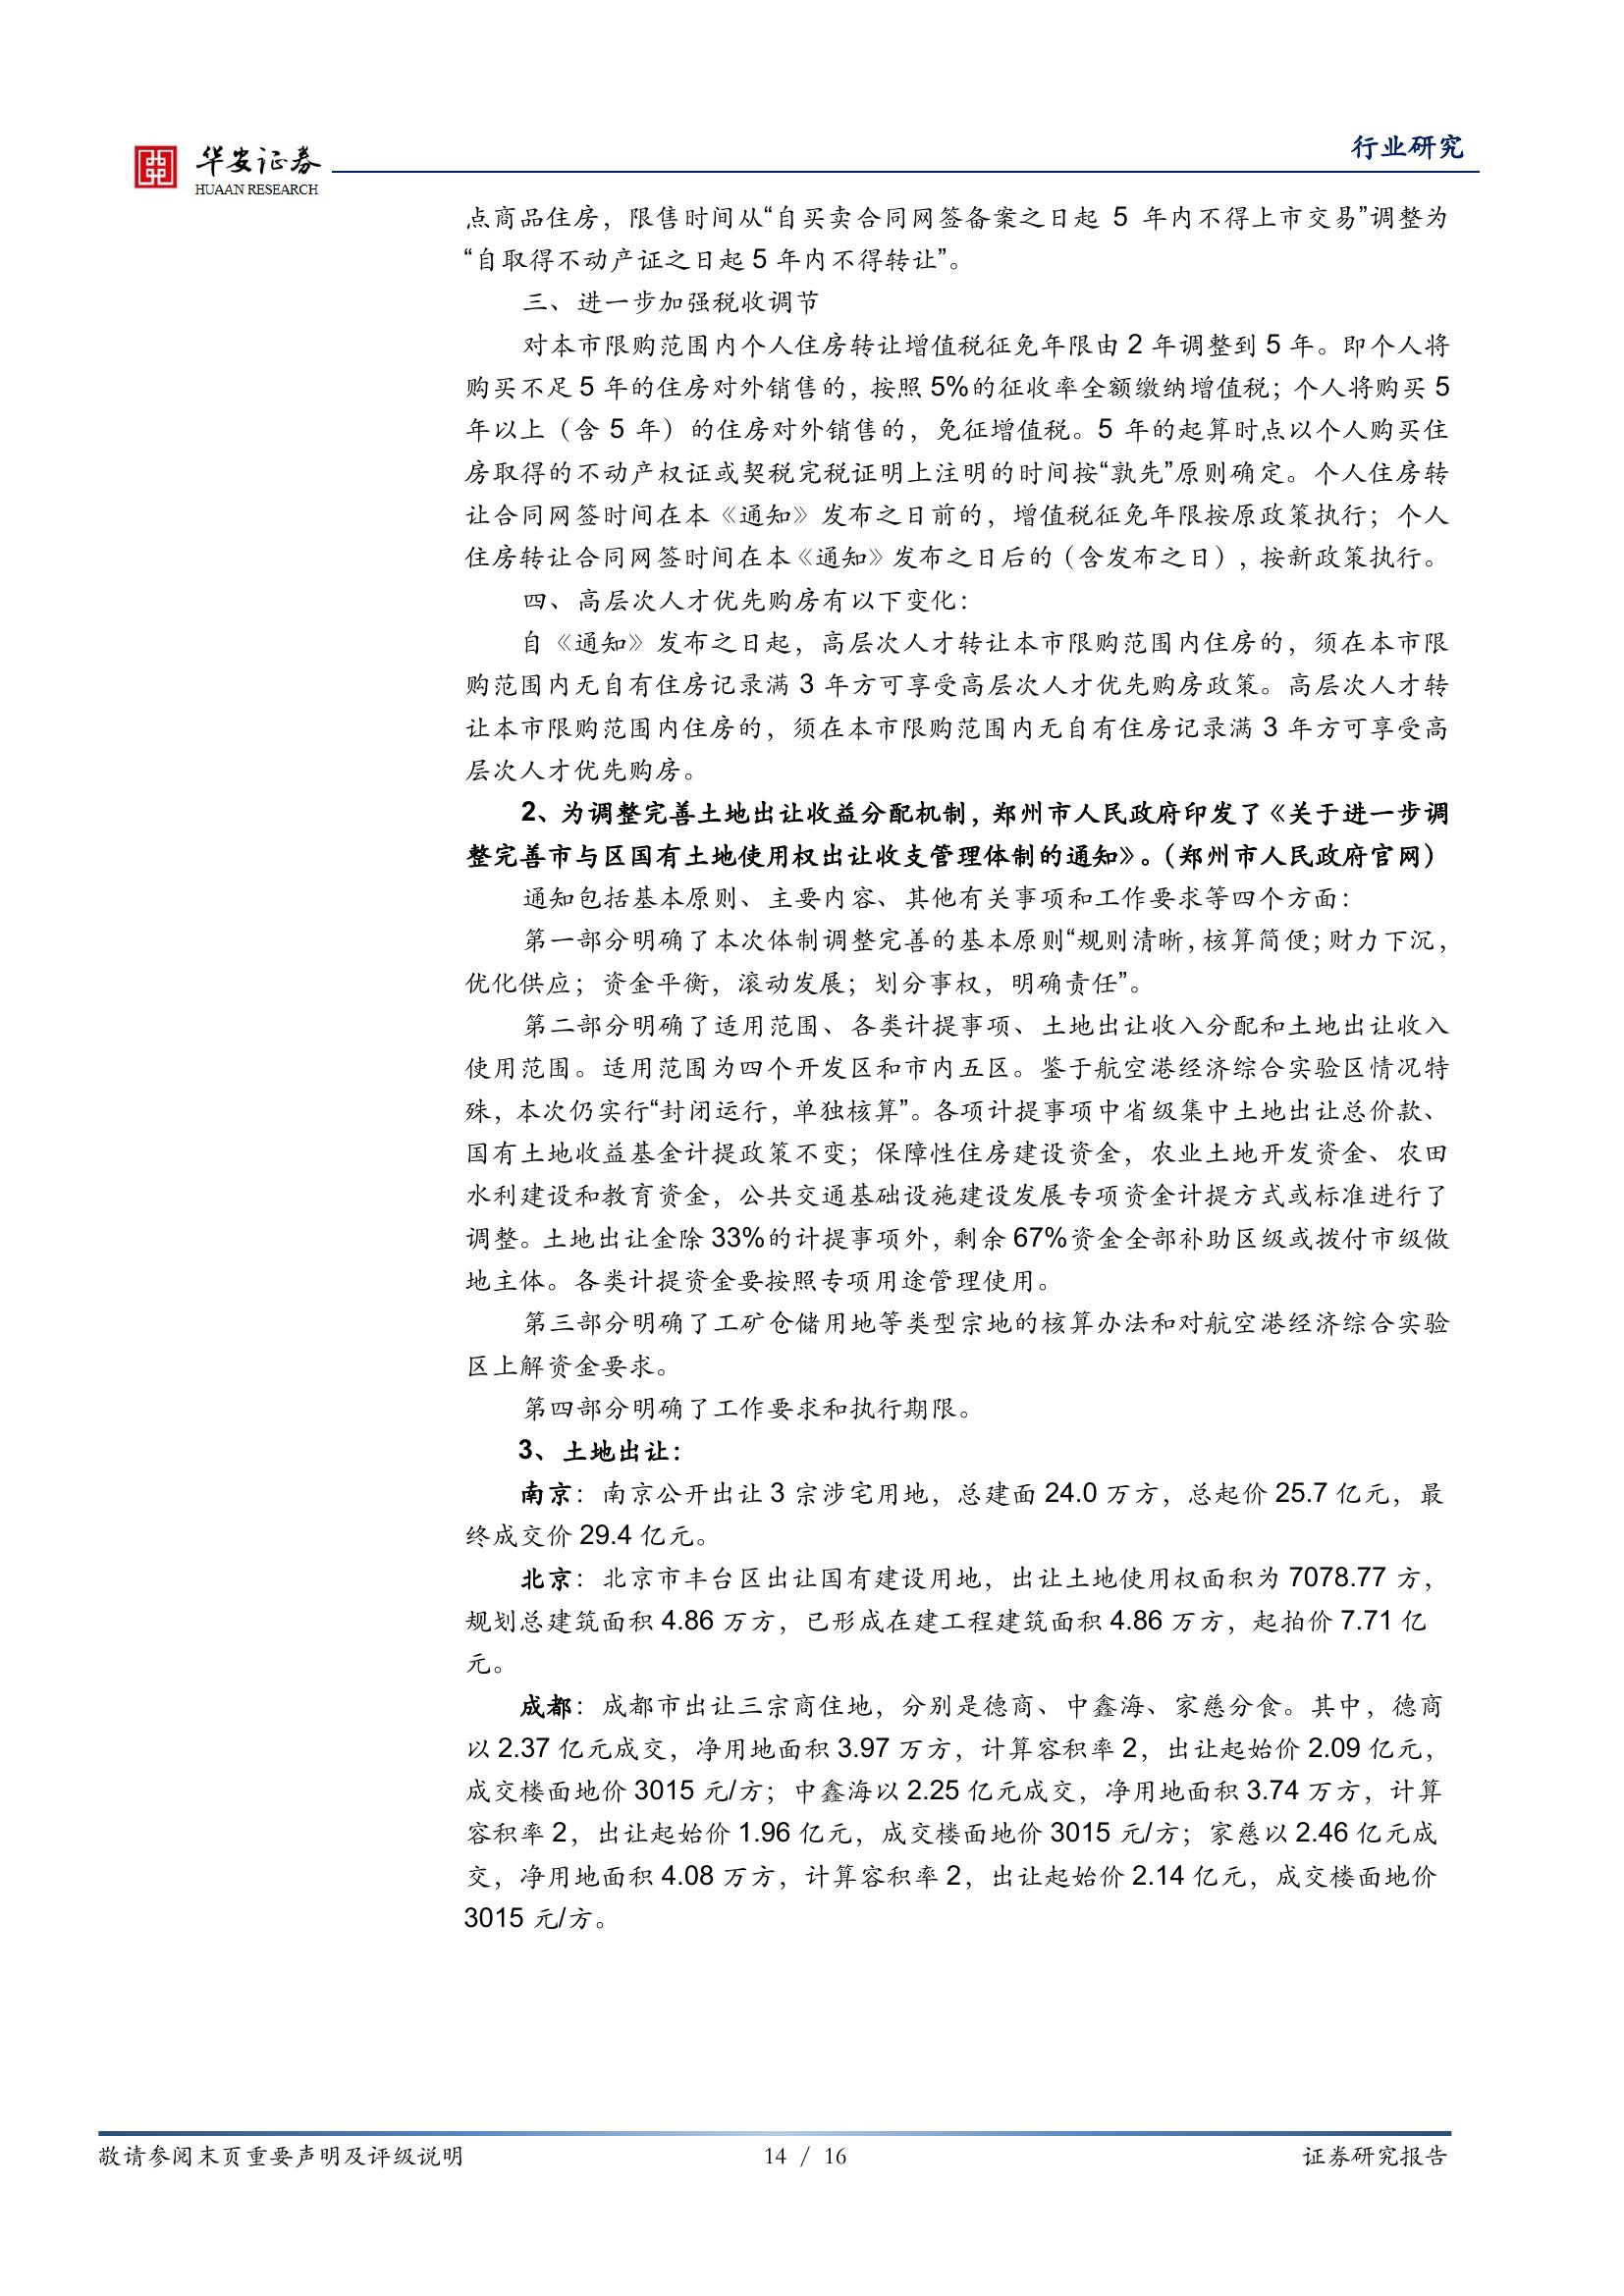 华安证券
HUAAN RESEARCH
行业研究
点商品住房，限售时间从“自买卖合同网签备案之日起 5 年内不得上市交易”调整为
“自取得不动产证之日起 5 年内不得转让”。
三、进一步加强税收调节
对本市限购范围内个人住房转让增值税征免年限由 2 年调整到 5 年。即个人将
购买不足 5 年的住房对外销售的，按照 5%的征收率全额缴纳增值税；个人将购买 5
年以上（含 5 年）的住房对外销售的，免征增值税。5 年的起算时点以个人购买住
房取得的不动产权证或契税完税证明上注明的时间按“孰先”原则确定。个人住房转
让合同网签时间在本《通知》发布之日前的，增值税征免年限按原政策执行；个人
住房转让合同网签时间在本《通知》发布之日后的（含发布之日），按新政策执行。
四、高层次人才优先购房有以下变化：
自《通知》发布之日起，高层次人才转让本市限购范围内住房的，须在本市限
购范围内无自有住房记录满 3 年方可享受高层次人才优先购房政策。高层次人才转
让本市限购范围内住房的，须在本市限购范围内无自有住房记录满 3 年方可享受高
层次人才优先购房。
2、为调整完善土地出让收益分配机制，郑州市人民政府印发了《关于进一步调
整完善市与区国有土地使用权出让收支管理体制的通知》。（郑州市人民政府官网）
通知包括基本原则、主要内容、其他有关事项和工作要求等四个方面：
第一部分明确了本次体制调整完善的基本原则“规则清晰，核算简便；财力下沉，
优化供应；资金平衡，滚动发展；划分事权，明确责任”。
第二部分明确了适用范围、各类计提事项、土地出让收入分配和土地出让收入
使用范围。适用范围为四个开发区和市内五区。鉴于航空港经济综合实验区情况特
殊，本次仍实行“封闭运行，单独核算”。各项计提事项中省级集中土地出让总价款、
国有土地收益基金计提政策不变；保障性住房建设资金，农业土地开发资金、农田
水利建设和教育资金，公共交通基础设施建设发展专项资金计提方式或标准进行了
调整。土地出让金除 33%的计提事项外，剩余 67%资金全部补助区级或拨付市级做
地主体。各类计提资金要按照专项用途管理使用。
第三部分明确了工矿仓储用地等类型宗地的核算办法和对航空港经济综合实验
区上解资金要求。
第四部分明确了工作要求和执行期限。
3、土地出让：
南京：南京公开出让 3 宗涉宅用地，总建面 24.0 万方，总起价 25.7 亿元，最
终成交价 29.4 亿元。
北京：北京市丰台区出让国有建设用地，出让土地使用权面积为 7078.77 方，
规划总建筑面积 4.86 万方，已形成在建工程建筑面积 4.86 万方，起拍价 7.71 亿
元。
成都：成都市出让三宗商住地，分别是德商、中鑫海、家慈分食。其中，德商
以 2.37 亿元成交，净用地面积 3.97 万方，计算容积率 2，出让起始价 2.09 亿元，
成交楼面地价 3015 元/方；中鑫海以 2.25 亿元成交，净用地面积 3.74 万方，计算
容积率 2，出让起始价 1.96 亿元，成交楼面地价 3015 元/方；家慈以 2.46 亿元成
交，净用地面积 4.08 万方，计算容积率 2，出让起始价 2.14 亿元，成交楼面地价
3015 元/方。
敬请参阅末页重要声明及评级说明
14 / 16
证券研究报告